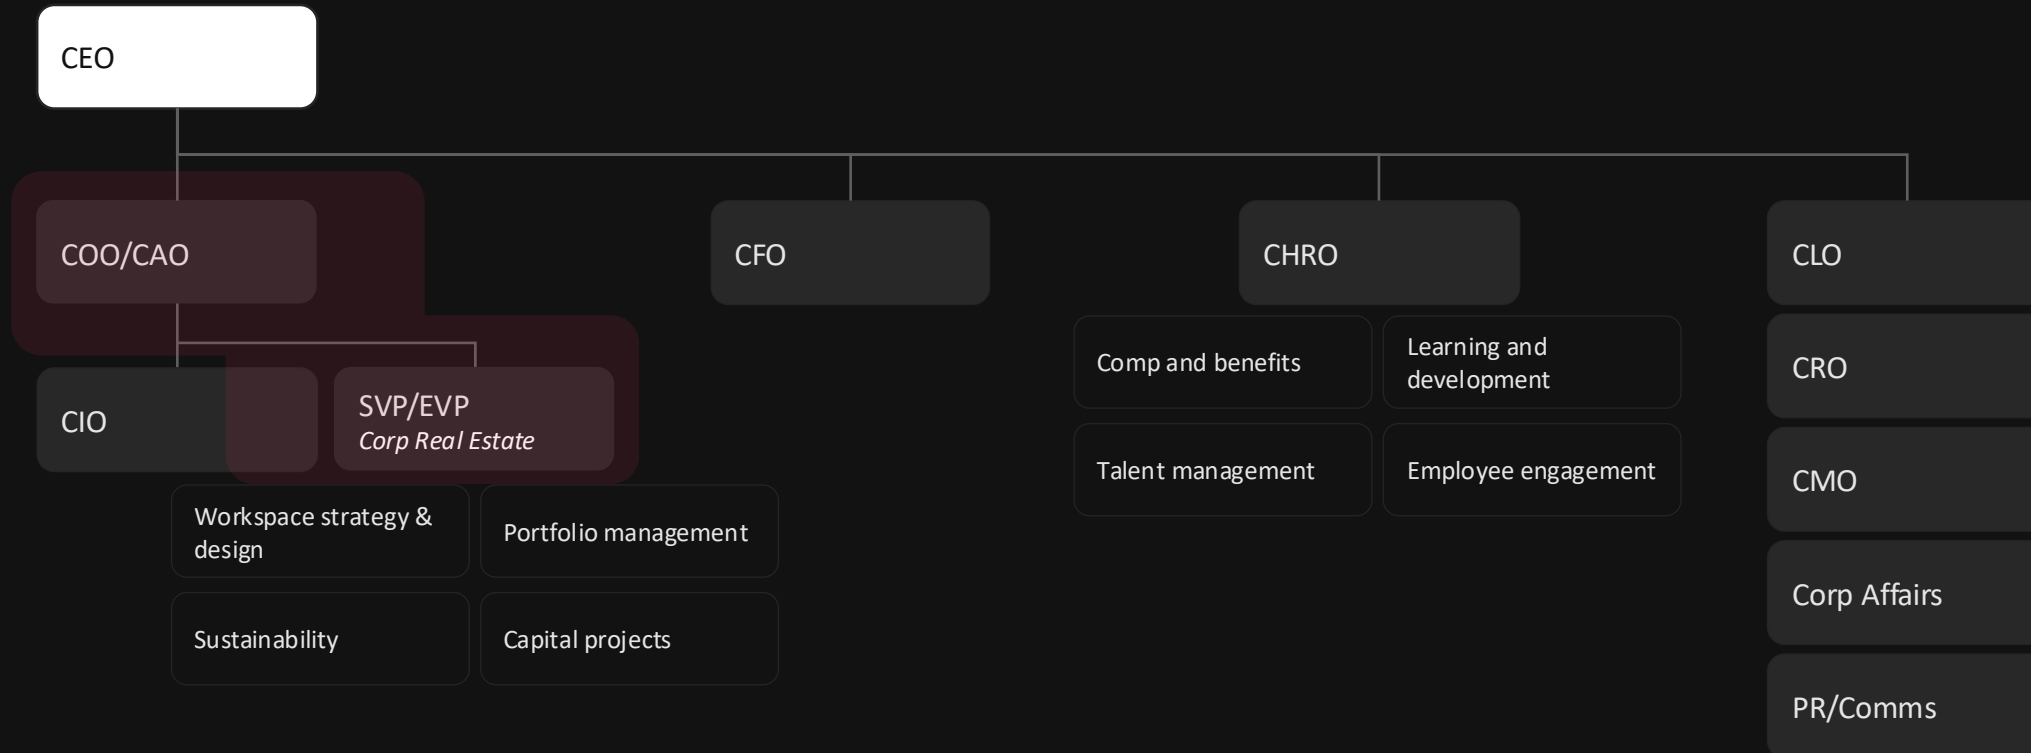 CEO
COO/CAO
CFO
CHRO
CLO
CIO
SVP/EVP
Corp Real Estate
Workspace strategy &
design
Portfolio management
Sustainability
Capital projects
Comp and benefits
Learning and
development
Talent management
Employee engagement
CRO
CMO
Corp Affairs
PR/Comms